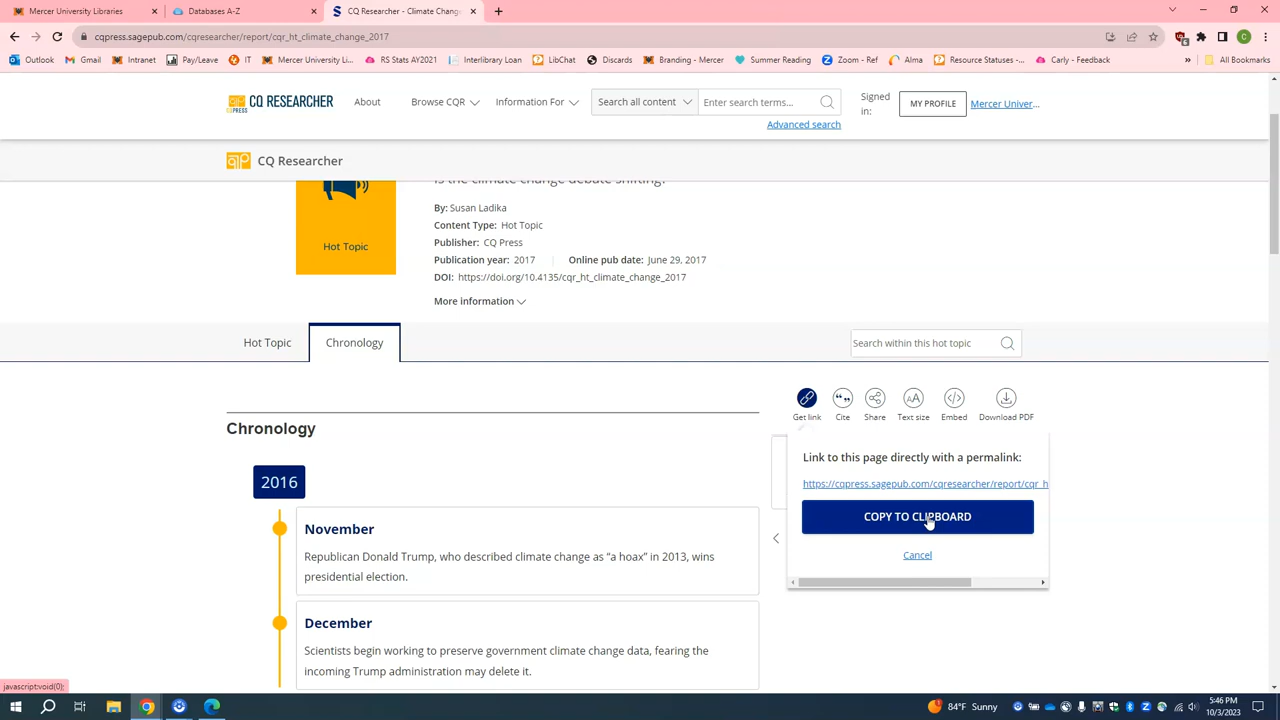 Mercer University Libraries
Databases A-Z
CQ Researcher - Climate Chang
cqpress.sagepub.com/cqresearcher/report/cqr_ht_climate_change_2017
Outlook
Gmail
Intranet
Pay/Leave
IT
Mercer University Li...
RS Stats AY2021
Interlibrary Loan
LibChat
Discards
Branding - Mercer
Summer Reading
Zoom - Ref
Alma
Resource Statuses -...
Carly - Feedback
All Bookmarks
CQ RESEARCHER
About
Browse CQR
Information For
Search all content
Enter search terms...
Advanced search
Signed in:
MY PROFILE
Mercer Univer...
CQ Researcher
Is the climate change debate shifting?
Hot Topic
By: Susan Ladika
Content Type: Hot Topic
Publisher: CQ Press
Publication year: 2017
Online pub date: June 29, 2017
DOI: https://doi.org/10.4135/cqr_ht_climate_change_2017
More information
Hot Topic
Chronology
Search within this hot topic
Get link
Cite
Share
Text size
Embed
Download PDF
Chronology
2016
November
Republican Donald Trump, who described climate change as “a hoax” in 2013, wins
presidential election.
December
Scientists begin working to preserve government climate change data, fearing the
incoming Trump administration may delete it.
Link to this page directly with a permalink:
https://cqpress.sagepub.com/cqresearcher/report/cqr_h
COPY TO CLIPBOARD
Cancel
javascript:void(0);
84°F Sunny
5:46 PM
10/3/2023